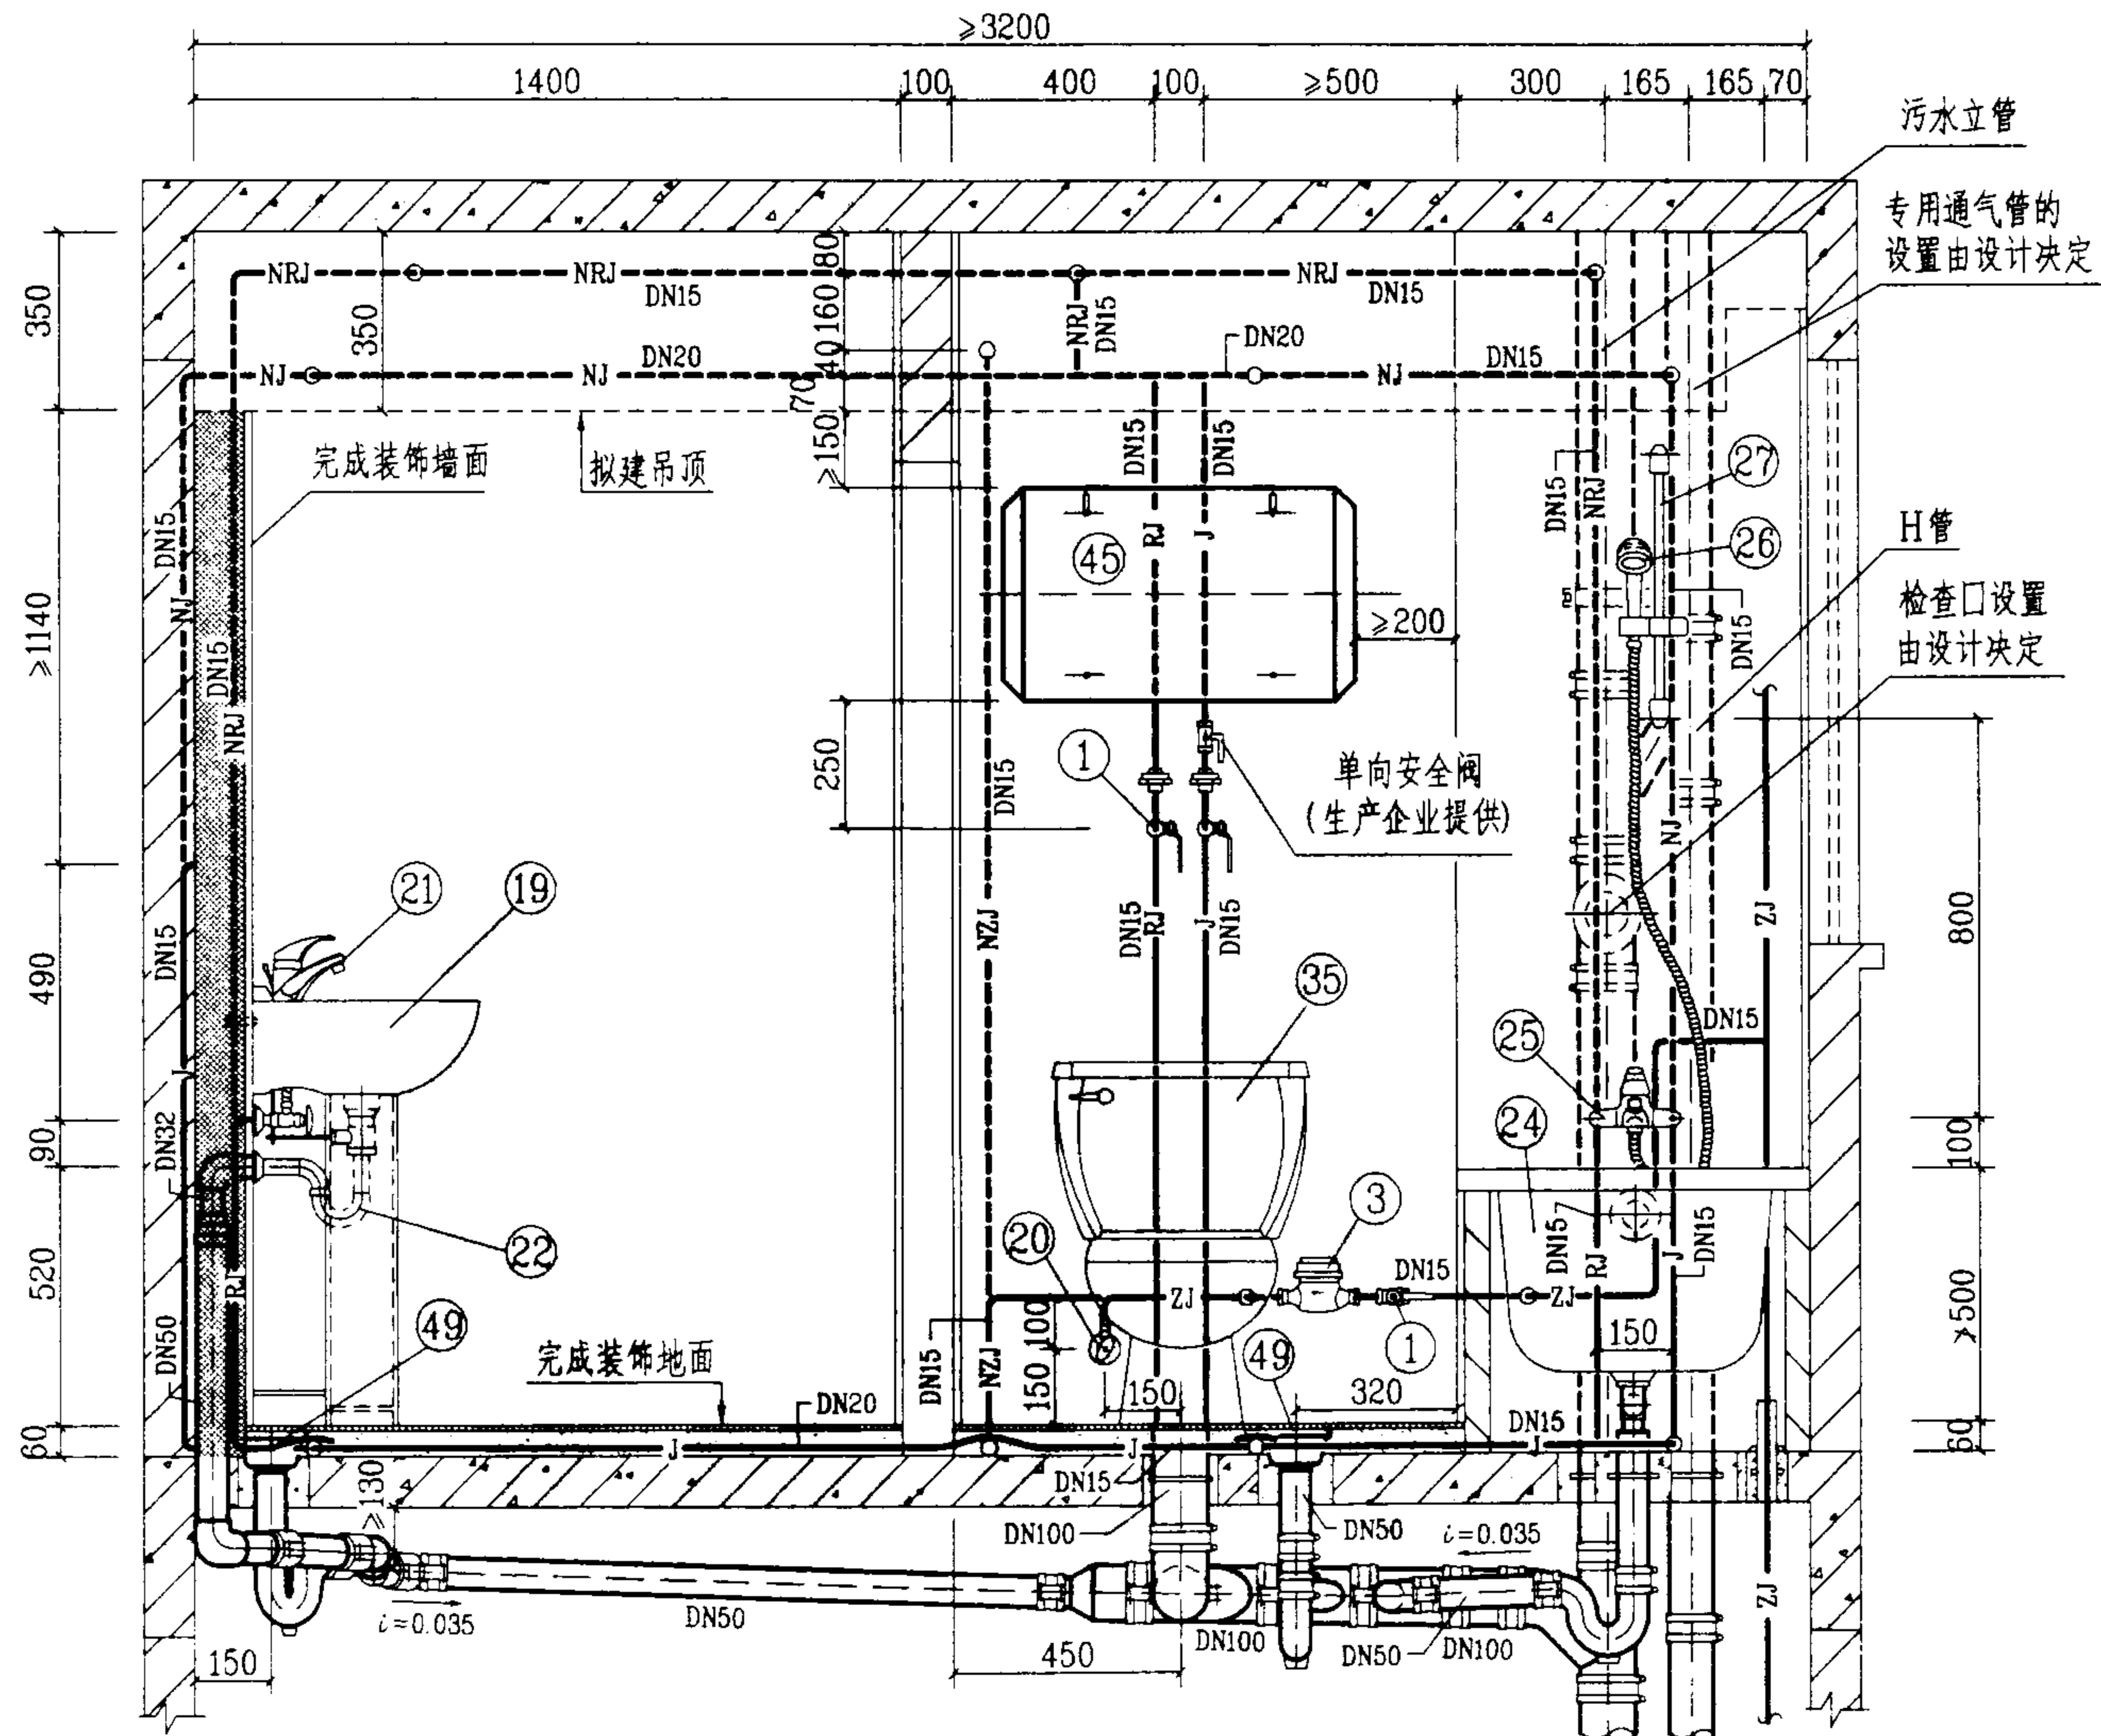 ≥3200
1400
100
400
100
≥500
300
165
165
70
污水立管
专用通气管的
设置由设计决定
350
350
80
160
40
70
≥150
NRJ
NRJ
DN15
NRJ
DN15
NRJ
DN15
NJ
NJ
DN20
DN20
NJ
DN15
完成装饰墙面
拟建吊顶
DN15
DN15
DN15
NRJ
27
26
H管
检查口设置
由设计决定
DN15
NJ
DN15
NRJ
≥1140
45
RJ
J
≥200
DN15
250
1
单向安全阀
(生产企业提供)
DN15
NZJ
NJ
ZJ
800
21
19
DN15
J
490
DN15
RJ
J
DN15
35
DN15
25
24
100
90
DN32
22
520
RJ
49
DN50
20
3
DN15
ZJ
1
ZJ
DN15
RJ
J
DN15
150
≯500
DN15
NZJ
100
150
150
49
320
完成装饰地面
DN20
J
J
DN15
J
60
60
≥130
DN15
DN100
DN50
i=0.035
i=0.035
DN50
DN100
DN50
DN100
ZJ
150
450